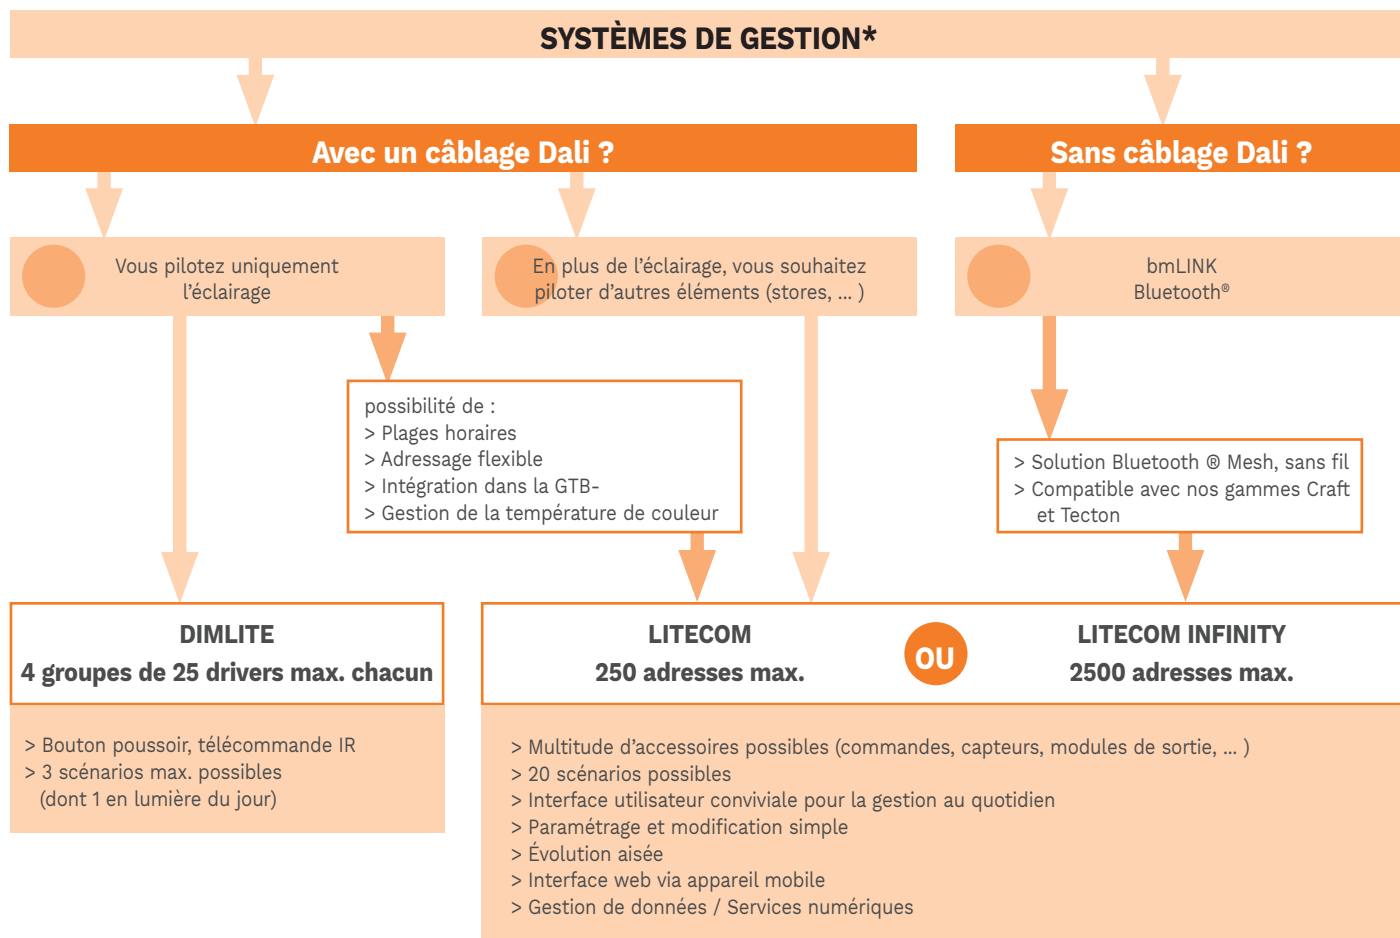 SYSTÈMES DE GESTION*
Avec un câblage Dali ?
Sans câblage Dali ?
Vous pilotez uniquement
l’éclairage
En plus de l’éclairage, vous souhaitez
piloter d’autres éléments (stores, ... )
bmLINK
Bluetooth®
possibilité de :
> Plages horaires
> Adressage flexible
> Intégration dans la GTB-
> Gestion de la température de couleur
> Solution Bluetooth ® Mesh, sans fil
> Compatible avec nos gammes Craft
et Tecton
DIMLITE
4 groupes de 25 drivers max. chacun
LITECOM
250 adresses max.
OU
LITECOM INFINITY
2500 adresses max.
> Bouton poussoir, télécommande IR
> 3 scénarios max. possibles
(dont 1 en lumière du jour)
> Multitude d’accessoires possibles (commandes, capteurs, modules de sortie, ... )
> 20 scénarios possibles
> Interface utilisateur conviviale pour la gestion au quotidien
> Paramétrage et modification simple
> Évolution aisée
> Interface web via appareil mobile
> Gestion de données / Services numériques